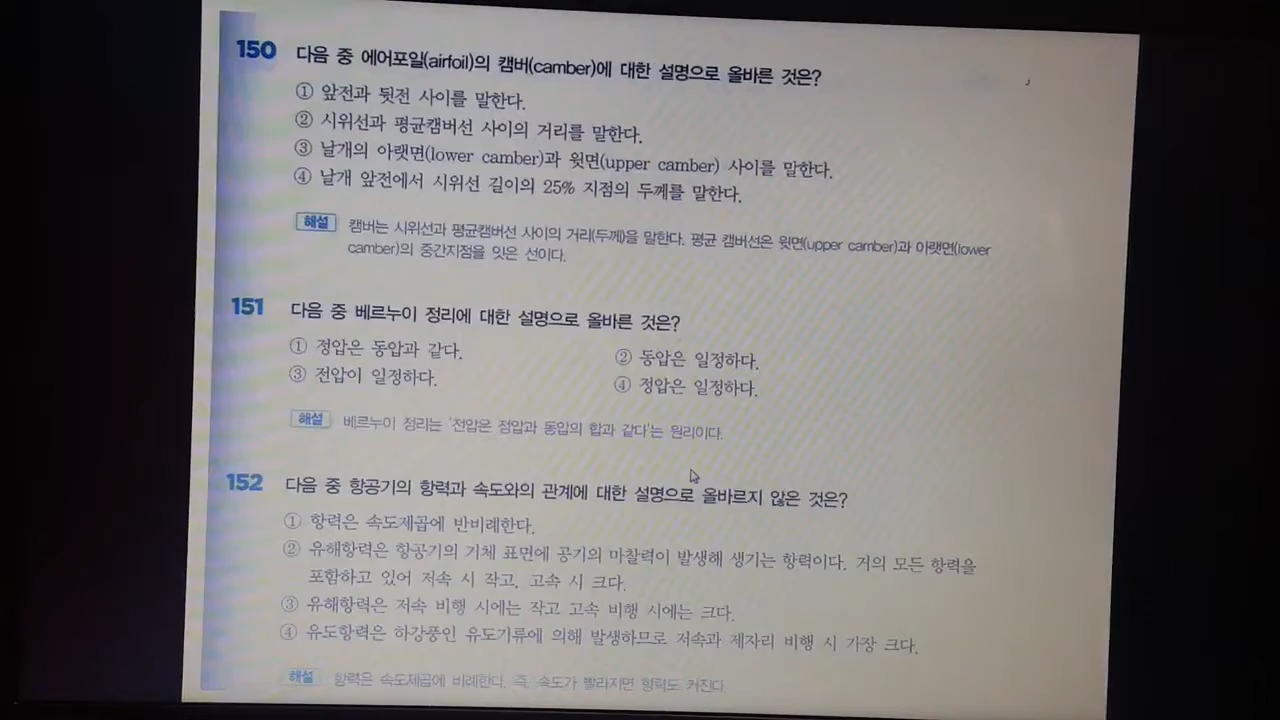 150 다음 중 에어포일(airfoil)의 캠버(camber)에 대한 설명으로 올바른 것은?
① 앞전과 뒷전 사이를 말한다.
② 시위선과 평균캠버선 사이의 거리를 말한다.
③ 날개의 아랫면(lower camber)과 윗면(upper camber) 사이를 말한다.
④ 날개 앞전에서 시위선 길이의 25% 지점의 두께를 말한다.
해설 캠버는 시위선과 평균캠버선 사이의 거리(두께)을 말한다. 평균 캠버선은 윗면(upper camber)과 아랫면(lower
camber)의 중간지점을 잇은 선이다.
151 다음 중 베르누이 정리에 대한 설명으로 올바른 것은?
① 정압은 동압과 같다. ② 동압은 일정하다.
③ 전압이 일정하다. ④ 정압은 일정하다.
해설 베르누이 정리는 '전압은 정압과 동압의 합과 같다'는 원리이다.
152 다음 중 항공기의 항력과 속도와의 관계에 대한 설명으로 올바르지 않은 것은?
① 항력은 속도제곱에 반비례한다.
② 유해항력은 항공기의 기체 표면에 공기의 마찰력이 발생해 생기는 항력이다. 거의 모든 항력을
포함하고 있어 저속 시 작고, 고속 시 크다.
③ 유해항력은 저속 비행 시에는 작고 고속 비행 시에는 크다.
④ 유도항력은 하강풍인 유도기류에 의해 발생하므로 저속과 제자리 비행 시 가장 크다.
해설 항력은 속도제곱에 비례한다. 즉, 속도가 빨라지면 항력도 커진다.